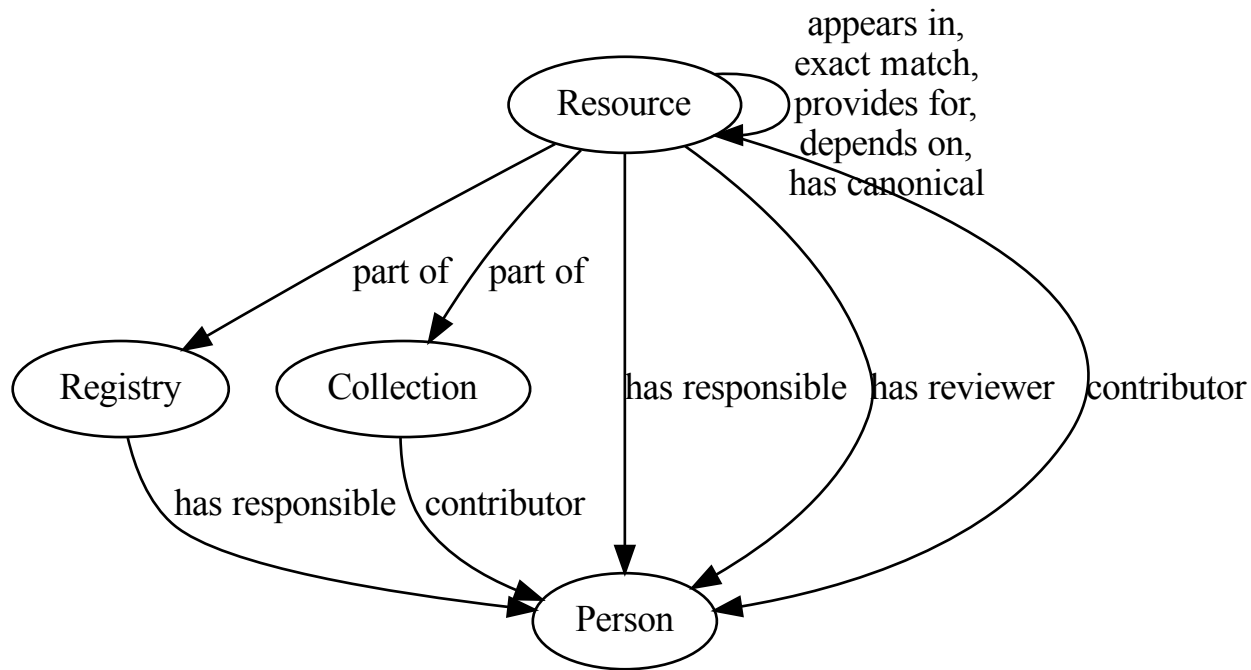 appears in,
exact match,
provides for,
depends on,
has canonical
Resource
part of
part of
Registry
Collection
has responsible
has reviewer
contributor
has responsible
contributor
Person